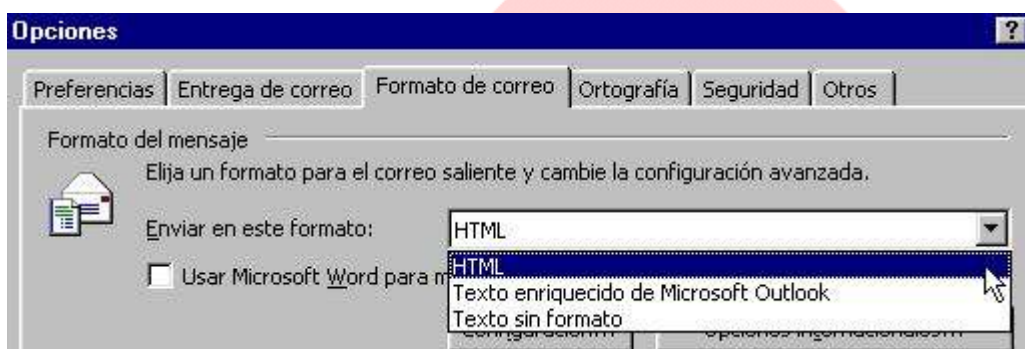 Opciones ?
Preferencias Entrega de correo Formato de correo Ortografía Seguridad Otros
Formato del mensaje
Elija un formato para el correo saliente y cambie la configuración avanzada.
Enviar en este formato: HTML
Usar Microsoft Word para m HTML
Texto enriquecido de Microsoft Outlook
Texto sin formato